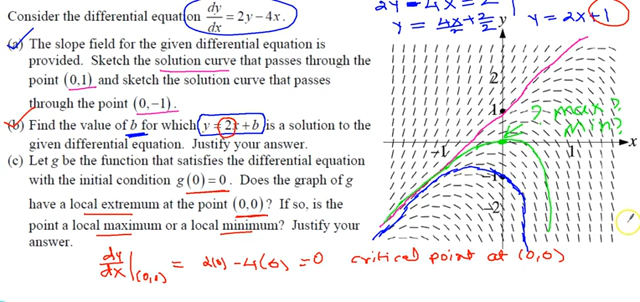 2y - 4x = 2
Consider the differential equation dy/dx = 2y - 4x.
y = 4x/2 + 2/2
y = 2x + 1
(a) The slope field for the given differential equation is
provided. Sketch the solution curve that passes through the
point (0,1) and sketch the solution curve that passes
through the point (0,-1).
(b) Find the value of b for which y = 2x + b is a solution to the
given differential equation. Justify your answer.
(c) Let g be the function that satisfies the differential equation
with the initial condition g(0) = 0. Does the graph of g
have a local extremum at the point (0,0)? If so, is the
point a local maximum or a local minimum? Justify your
answer.
y
2
1
? max?
min?
-1
1
x
-1
-2
dy/dx |(0,0) = 2(0) - 4(0) = 0 critical point at (0,0)